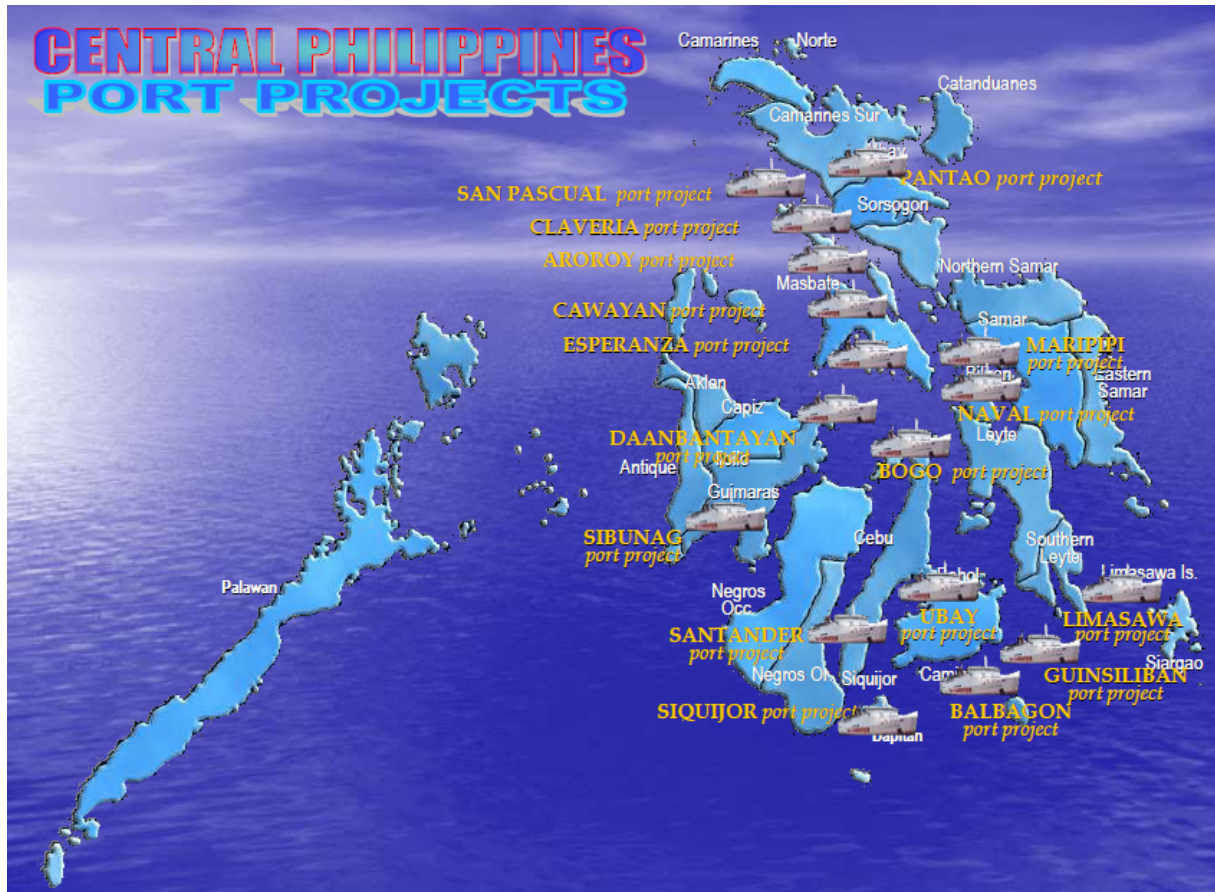 CENTRAL PHILIPPINES
PORT PROJECTS
Camarines Norte
Catanduanes
Camarines Sur
PANTAO port project
SAN PASCUAL port project
Sorsogon
CLAVERIA port project
AROROY port project
Northern Samar
Masbate
CAWAYAN port project
Samar
ESPERANZA port project
MARIPIPI
port project
Eastern
Samar
Aklan
Capiz
NAVAL port project
Leyte
DAANBANTAYAN
port project
Antique
BOGO port project
Guimaras
SIBUNAG
port project
Cebu
Southern
Leyte
Limasawa Is.
Palawan
Negros
Occ.
UBAY
port project
LIMASAWA
port project
SANTANDER
port project
Siargao
Negros Or.
Siquijor
GUINSILIBAN
port project
SIQUIJOR port project
BALBAGON
port project
Dapitan